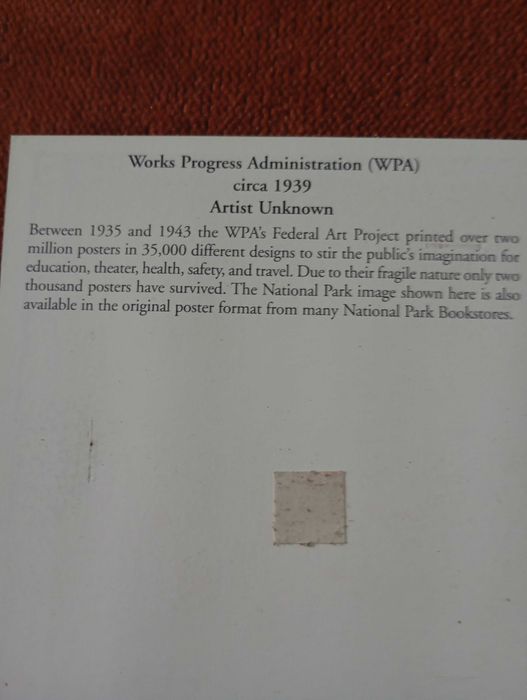 Works Progress Administration (WPA)
circa 1939
Artist Unknown
Between 1935 and 1943 the WPA's Federal Art Project printed over two
million posters in 35,000 different designs to stir the public's imagination for
education, theater, health, safety, and travel. Due to their fragile nature only two
thousand posters have survived. The National Park image shown here is also
available in the original poster format from many National Park Bookstores.